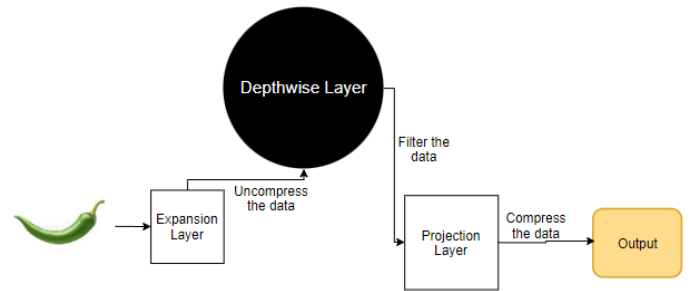 Depthwise Layer
Filter the
data
Uncompress
the data
Expansion
Layer
Projection
Layer
Compress
the data
Output